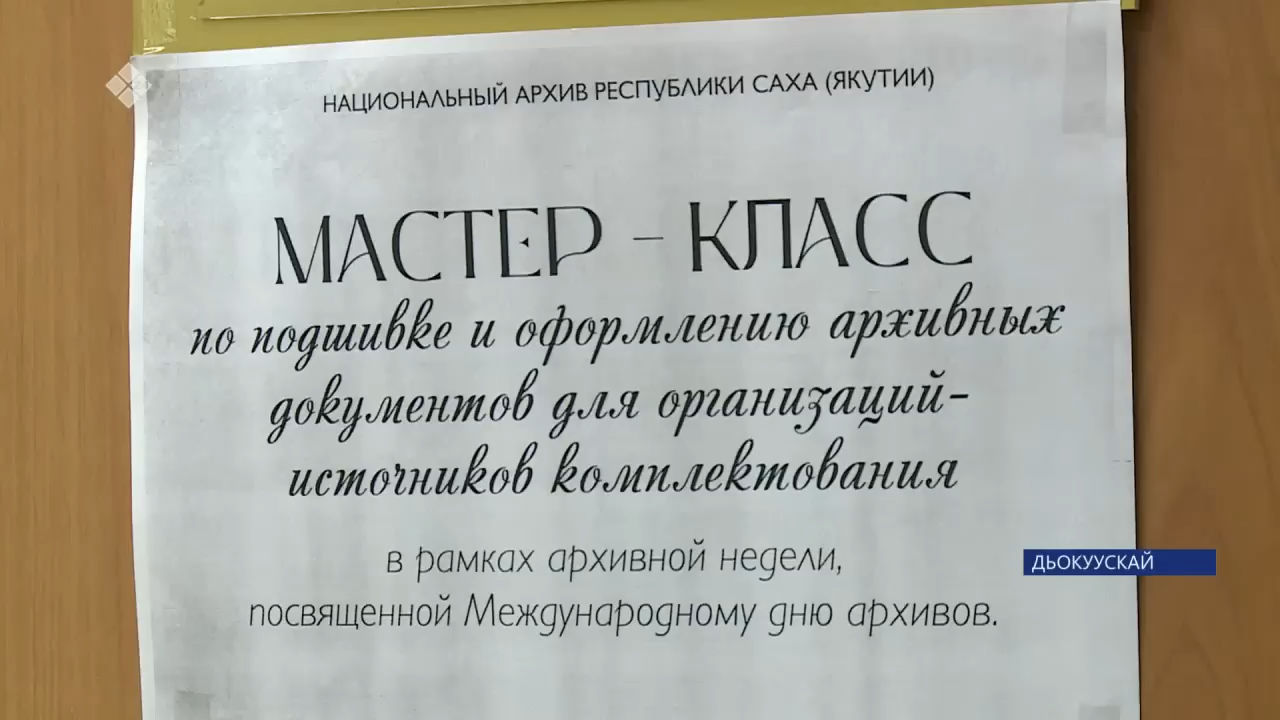 НАЦИОНАЛЬНЫЙ АРХИВ РЕСПУБЛИКИ САХА (ЯКУТИИ)
МАСТЕР – КЛАСС
по подшивке и оформлению архивных
документов для организаций-
источников комплектования
в рамках архивной недели,
посвященной Международному дню архивов.
ДЬОКУУСКАЙ